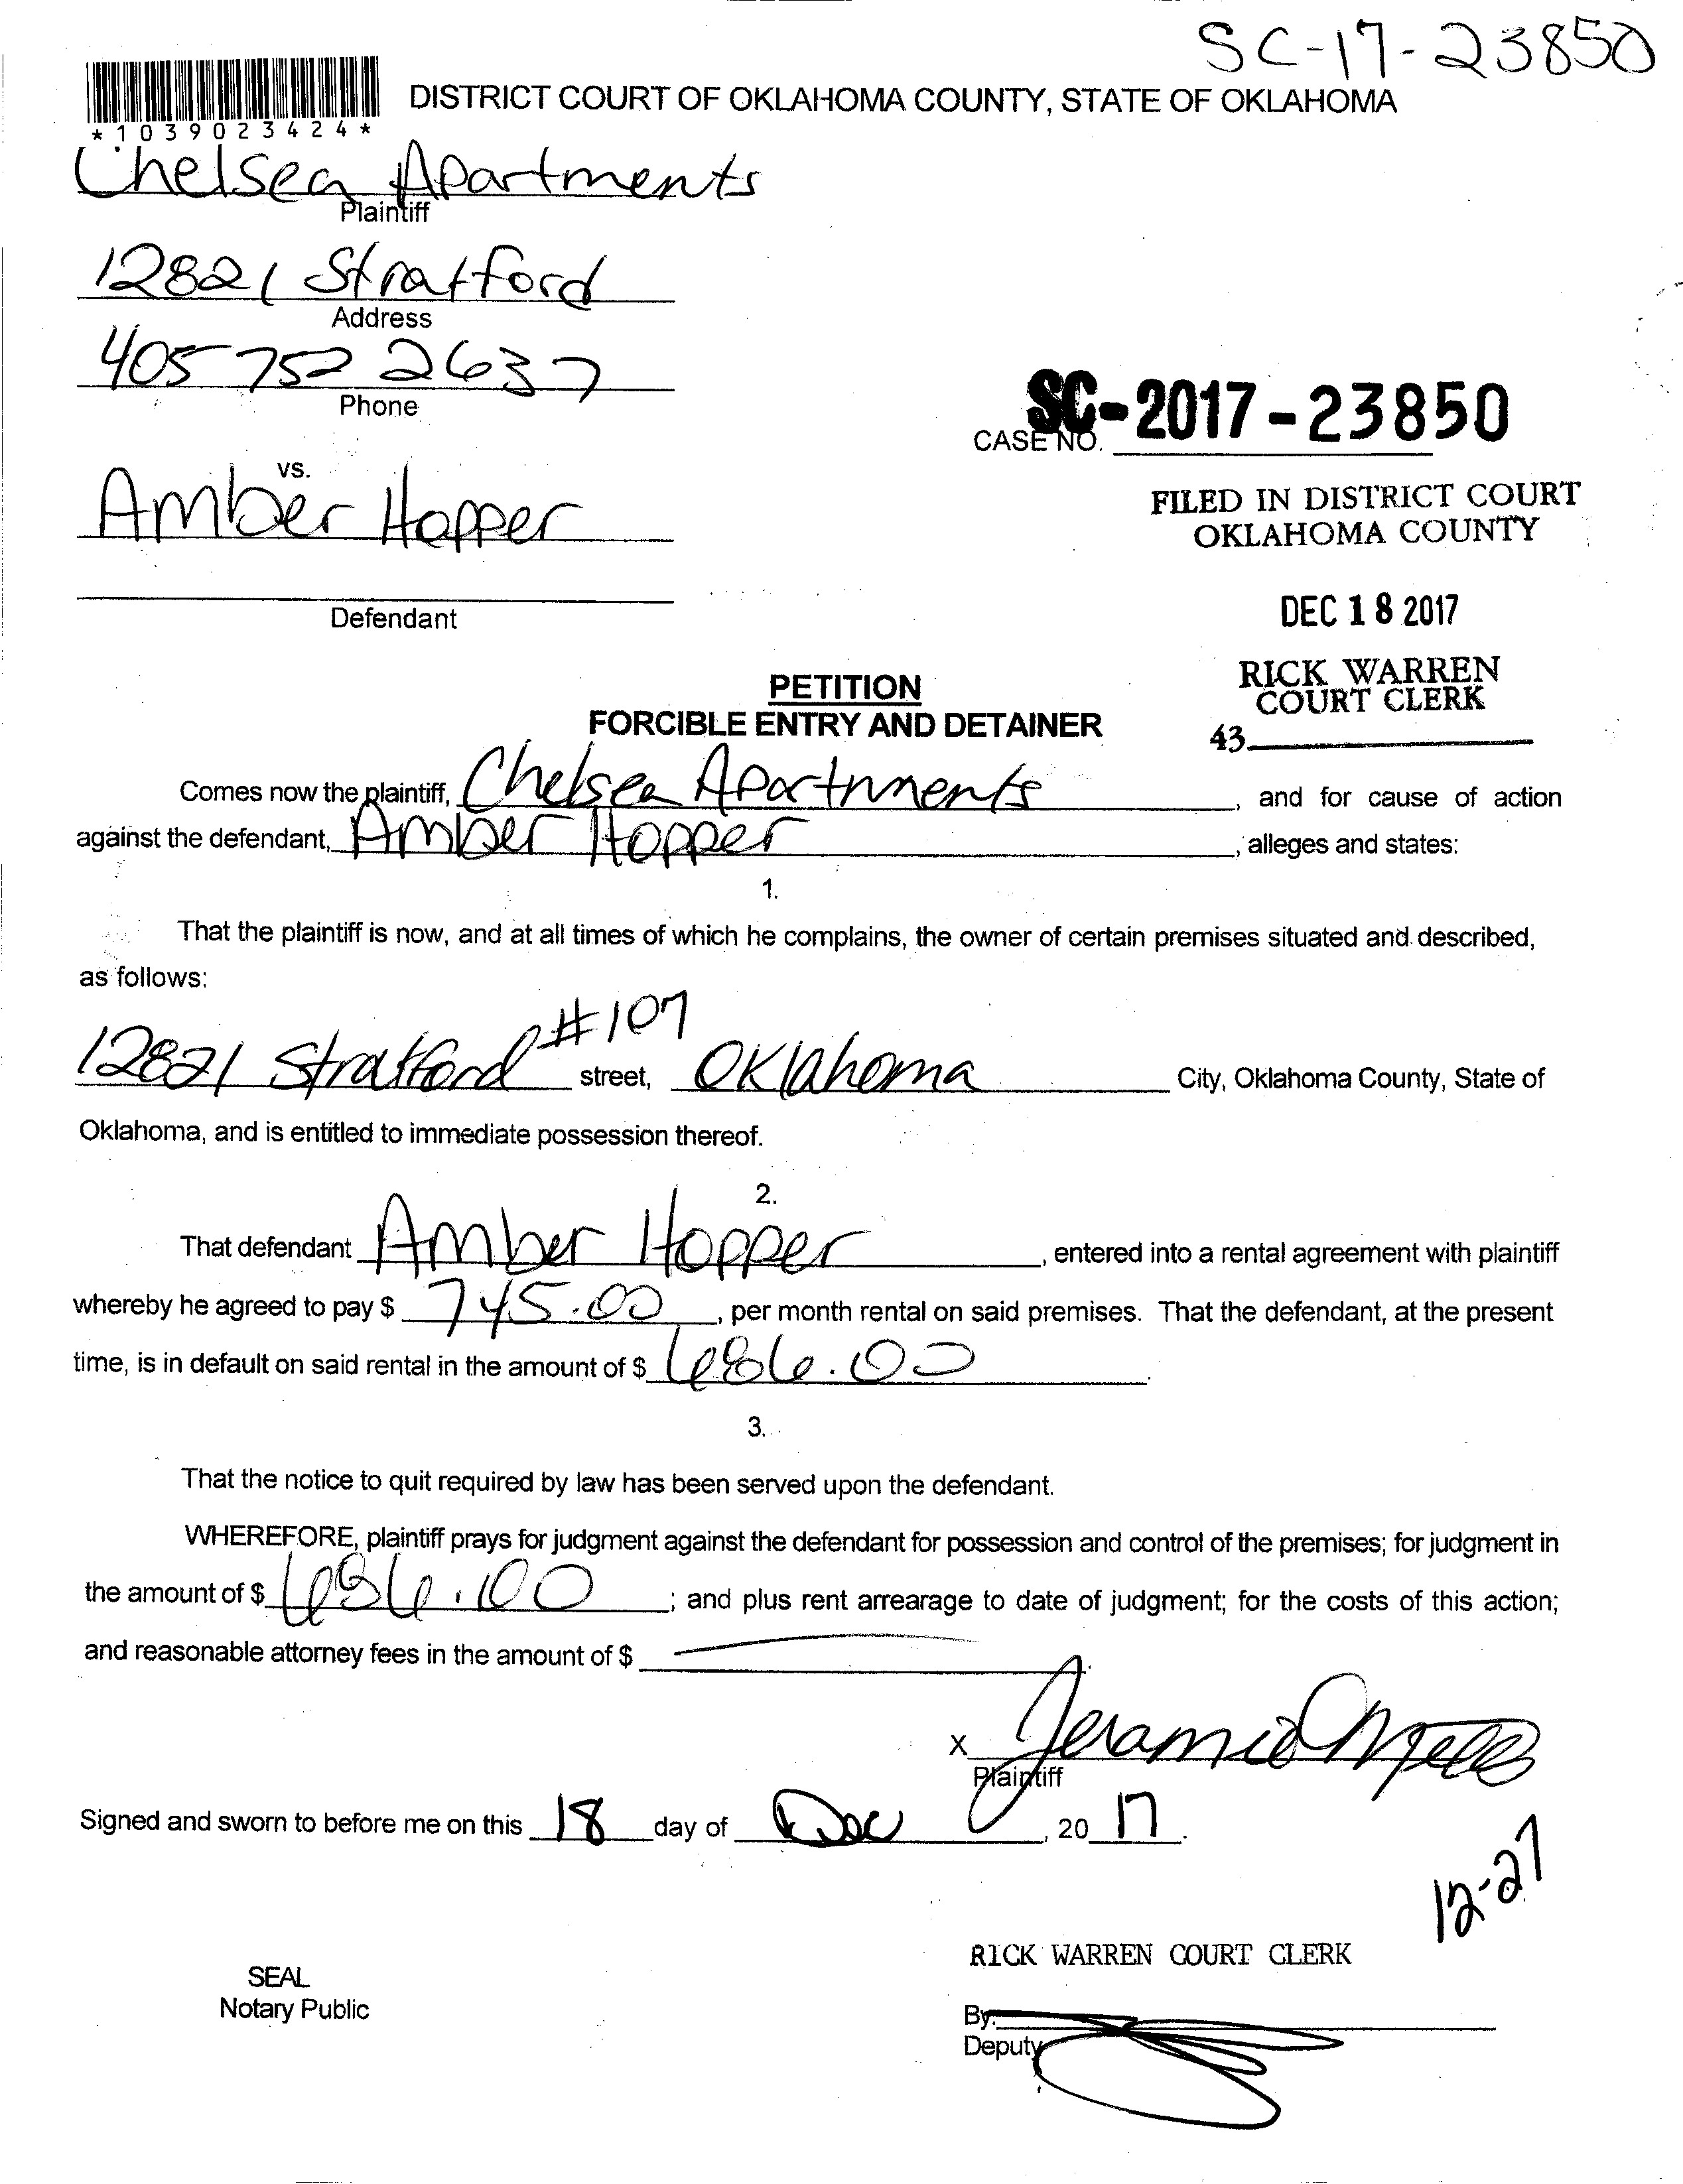 SC-17-23850
*1039023424*
DISTRICT COURT OF OKLAHOMA COUNTY, STATE OF OKLAHOMA
Chelsea Apartments
Plaintiff
12821 Stratford
Address
405 752 2637
Phone
SC-2017-23850
CASE NO.
vs.
Amber Hopper
FILED IN DISTRICT COURT
OKLAHOMA COUNTY
Defendant
DEC 18 2017
RICK WARREN
COURT CLERK
43
PETITION
FORCIBLE ENTRY AND DETAINER
Comes now the plaintiff, Chelsea Apartments, and for cause of action
against the defendant, Amber Hopper, alleges and states:
1.
That the plaintiff is now, and at all times of which he complains, the owner of certain premises situated and described,
as follows:
12821 Stratford #107 street, Oklahoma City, Oklahoma County, State of
Oklahoma, and is entitled to immediate possession thereof.
2.
That defendant Amber Hopper, entered into a rental agreement with plaintiff
whereby he agreed to pay $ 745.00, per month rental on said premises. That the defendant, at the present
time, is in default on said rental in the amount of $ 686.00.
3.
That the notice to quit required by law has been served upon the defendant.
WHEREFORE, plaintiff prays for judgment against the defendant for possession and control of the premises; for judgment in
the amount of $ 686.00; and plus rent arrearage to date of judgment; for the costs of this action;
and reasonable attorney fees in the amount of $
X
Plaintiff
Signed and sworn to before me on this 18 day of Dec, 20 17.
12-27
RICK WARREN COURT CLERK
SEAL
Notary Public
By:
Deputy